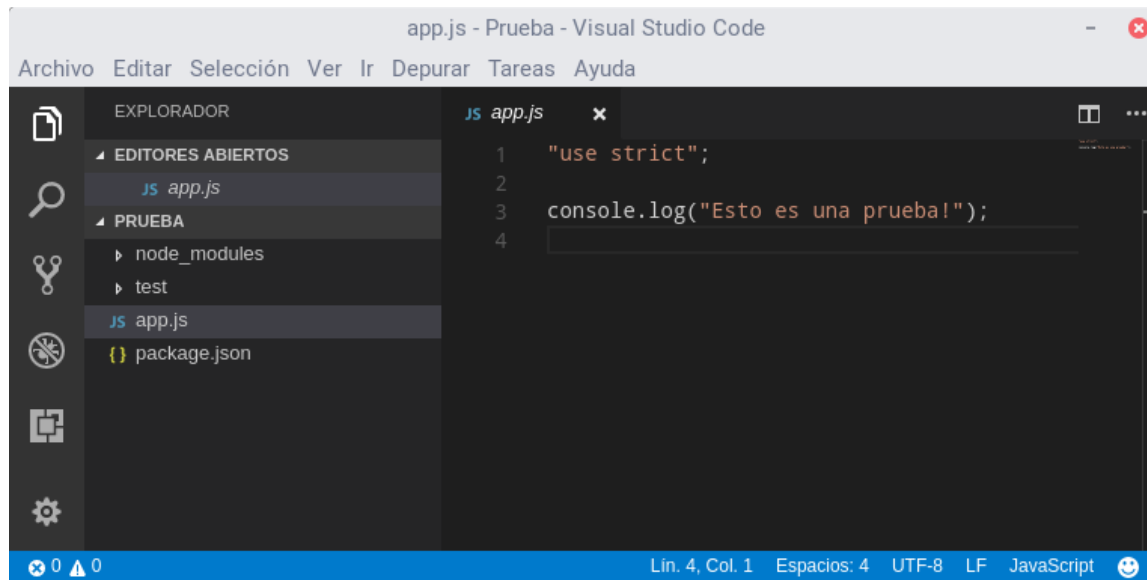 app.js - Prueba - Visual Studio Code
Archivo Editar Selección Ver Ir Depurar Tareas Ayuda
EXPLORADOR
EDITORES ABIERTOS
JS app.js
PRUEBA
node_modules
test
JS app.js
{} package.json
JS app.js
1 "use strict";
2
3 console.log("Esto es una prueba!");
4
0 0
Lín. 4, Col. 1 Espacios: 4 UTF-8 LF JavaScript